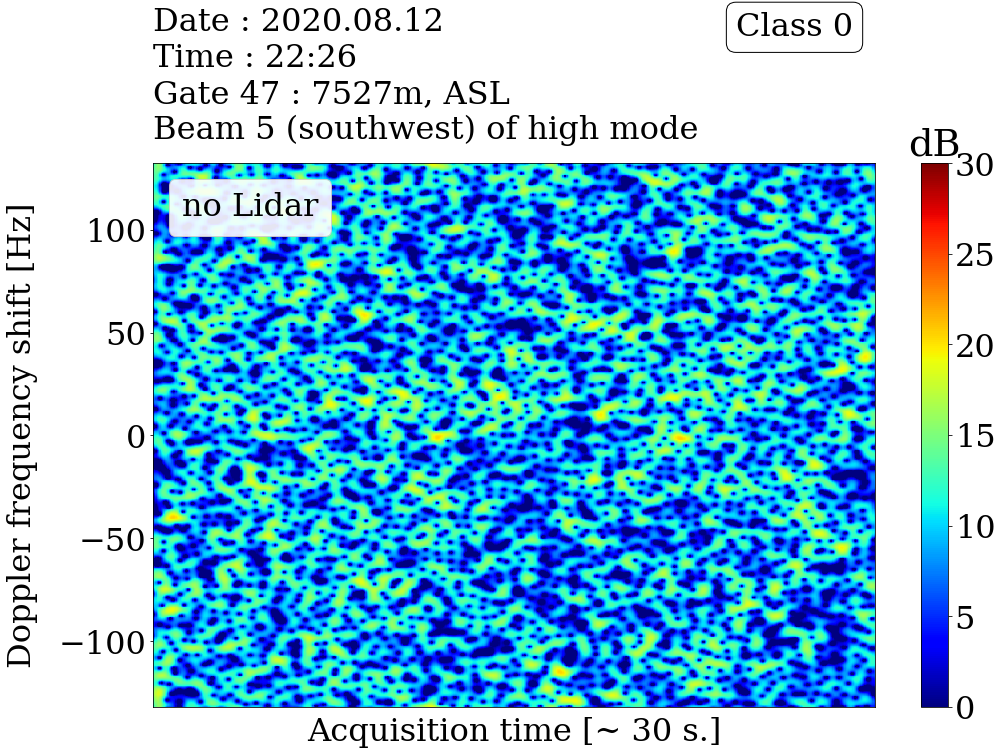 Date : 2020.08.12
Time : 22:26
Gate 47 : 7527m, ASL
Beam 5 (southwest) of high mode
Class 0
dB
no Lidar
Doppler frequency shift [Hz]
100
50
0
−50
−100
30
25
20
15
10
5
0
Acquisition time [~ 30 s.]